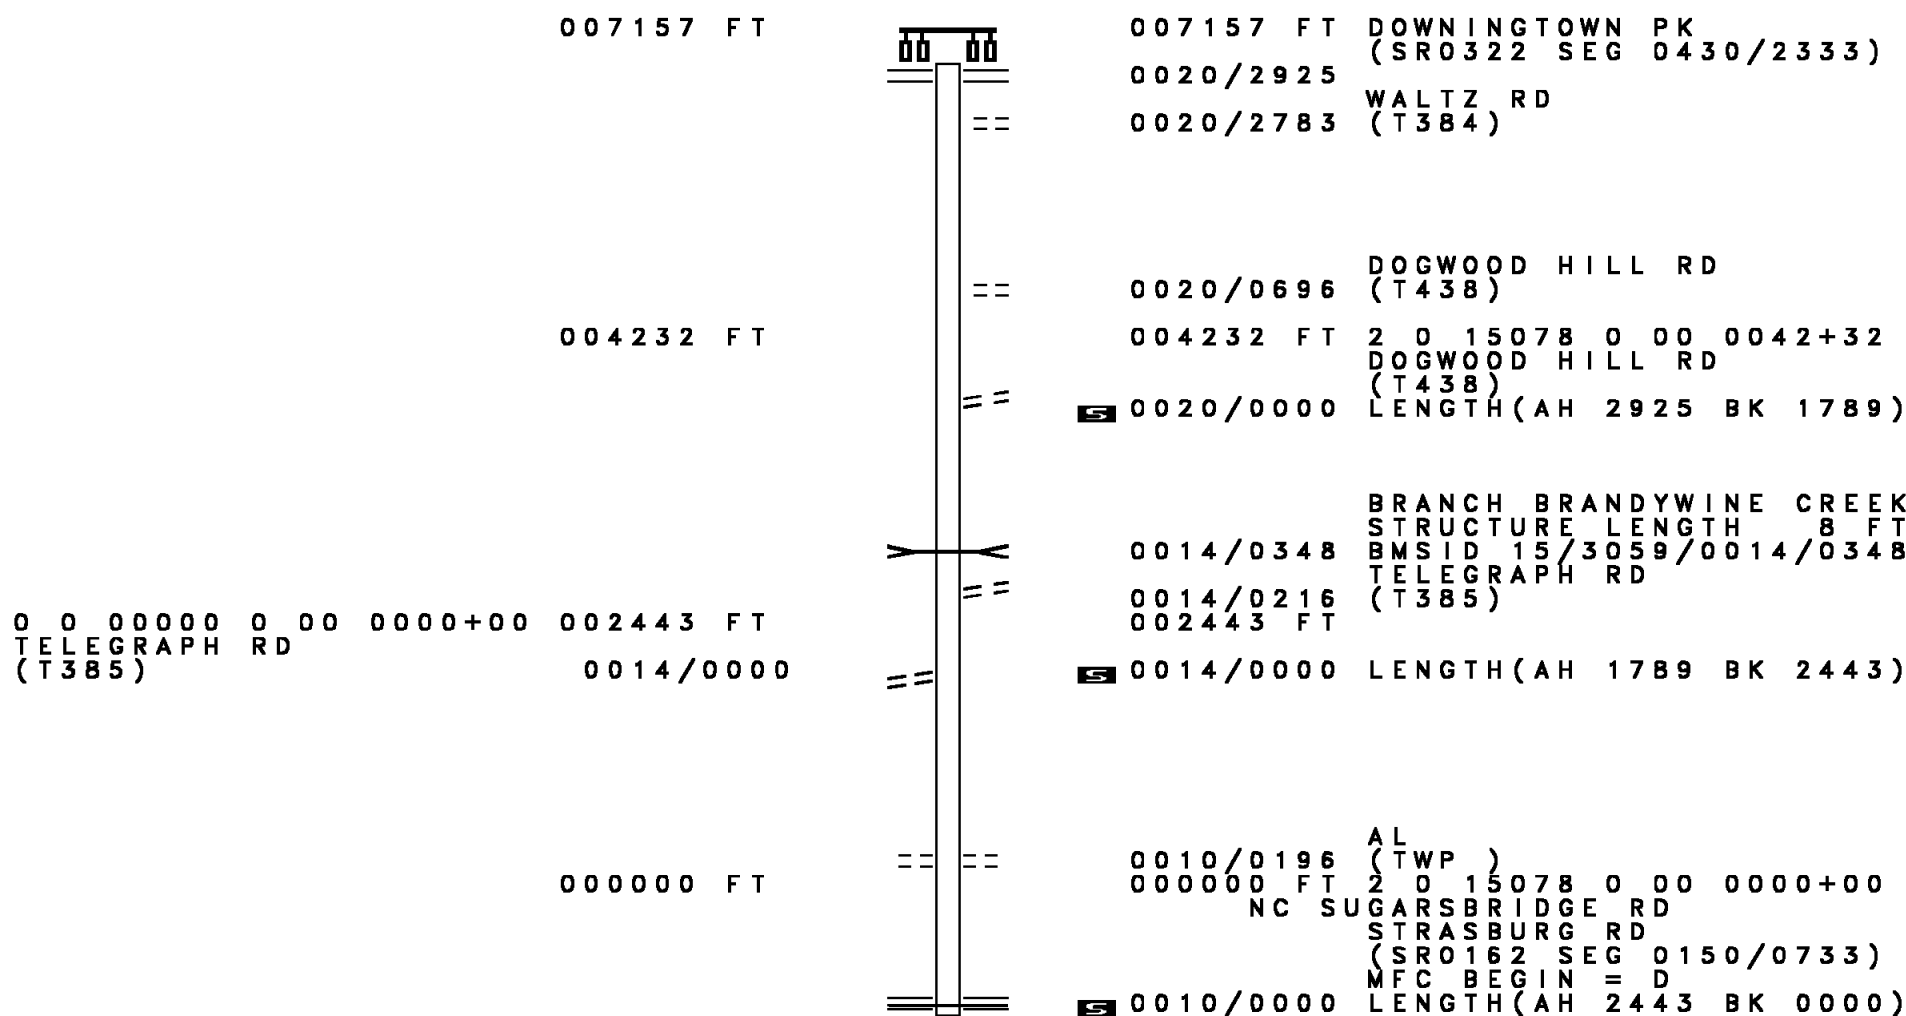 007157 FT 007157 FT DOWNINGTOWN PK
(SR0322 SEG 0430/2333)
0020/2925
WALTZ RD
0020/2783 (T384)
DOGWOOD HILL RD
0020/0696 (T438)
004232 FT 004232 FT 2 0 15078 0 00 0042+32
DOGWOOD HILL RD
(T438)
S 0020/0000 LENGTH(AH 2925 BK 1789)
BRANCH BRANDYWINE CREEK
STRUCTURE LENGTH 8 FT
0014/0348 BMSID 15/3059/0014/0348
TELEGRAPH RD
0014/0216 (T385)
0 0 00000 0 00 0000+00 002443 FT 002443 FT
TELEGRAPH RD
(T385) 0014/0000 S 0014/0000 LENGTH(AH 1789 BK 2443)
AL
0010/0196 (TWP )
000000 FT 000000 FT 2 0 15078 0 00 0000+00
NC SUGARSBRIDGE RD
STRASBURG RD
(SR0162 SEG 0150/0733)
MFC BEGIN = D
S 0010/0000 LENGTH(AH 2443 BK 0000)